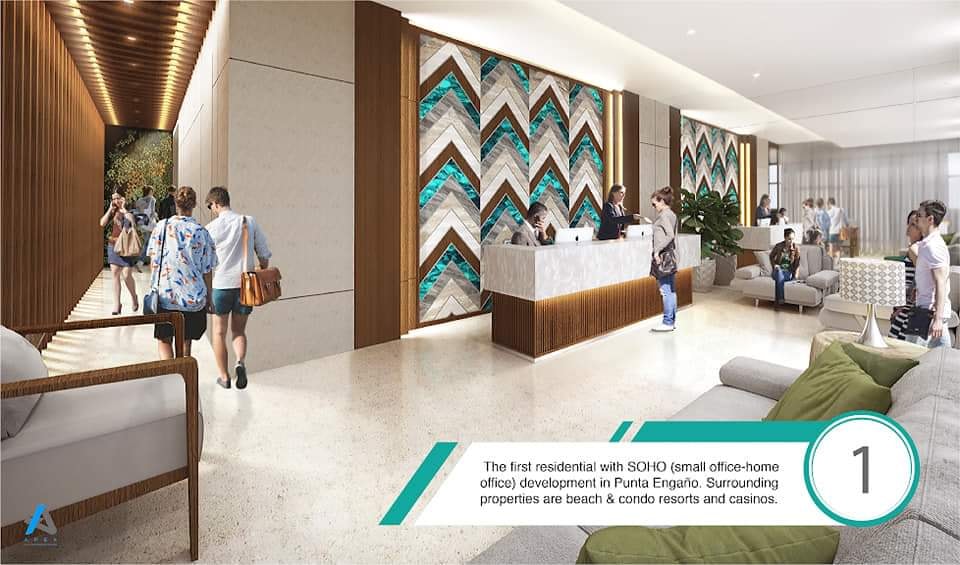 The first residential with SOHO (small office-home
office) development in Punta Engaño. Surrounding
properties are beach & condo resorts and casinos.
1
APEX